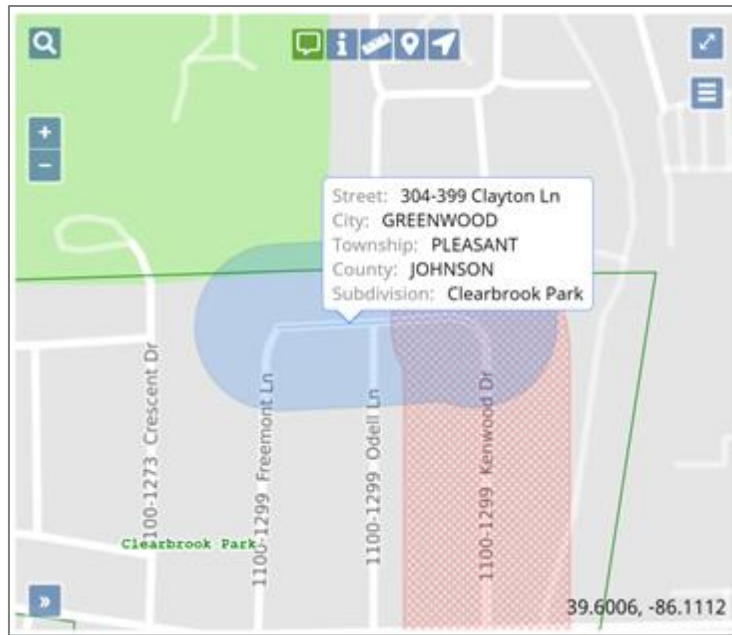 Street: 304-399 Clayton Ln
City: GREENWOOD
Township: PLEASANT
County: JOHNSON
Subdivision: Clearbrook Park
100-1273 Crescent Dr
1100-1299 Freemont Ln
1100-1299 Odell Ln
1100-1299 Kenwood Dr
Clearbrook Park
39.6006, -86.1112